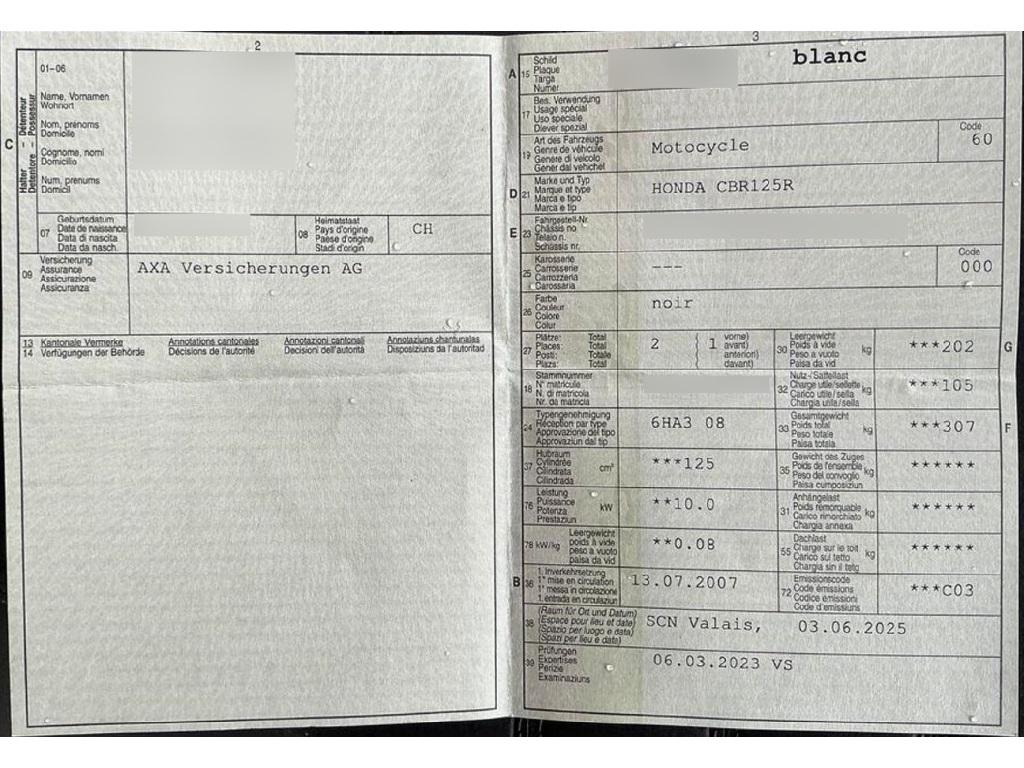 2
01-06
Halter - Détenteur
Detentore - Possessur
C
Name, Vornamen
Wohnort
Nom, prénoms
Domicile
Cognome, nomi
Domicilio
Num, prenums
Domicil
07
Geburtsdatum
Date de naissance
Data di nascita
Data da nasch.
08
Heimatstaat
Pays d'origine
Paese d'origine
Stadi d'origin
CH
09
Versicherung
Assurance
Assicurazione
Assicuranza
AXA Versicherungen AG
13 Kantonale Vermerke Annotations cantonales Annotazioni cantonali Annotaziuns chantunalas
14 Verfügungen der Behörde Décisions de l'autorité Decisioni dell'autorità Disposiziuns da l'autoritad
3
A 15
Schild
Plaque
Targa
Numer
blanc
17
Bes. Verwendung
Usage spécial
Uso speciale
Diever spezial
19
Art des Fahrzeugs
Genre de véhicule
Genere di veicolo
Gener dal vehichel
Motocycle
Code
60
D 21
Marke und Typ
Marque et type
Marca e tipo
Marca e tip
HONDA CBR125R
E 23
Fahrgestell-Nr.
Châssis no
Telaio n.
Schassis nr.
25
Karosserie
Carrosserie
Carrozzeria
Carossaria
---
Code
000
26
Farbe
Couleur
Colore
Colur
noir
27
Plätze: Total
Places: Total
Posti: Totale
Plazs: Total
2 { 1
vorne)
avant)
anteriori)
davant)
30
Leergewicht
Poids à vide
Peso a vuoto
Paisa da vid
kg
***202
G
18
Stammnummer
N° matricule
N. di matricola
Nr. da matricla
32
Nutz-/Sattellast
Charge utile/sellette
Carico utile/sella
Chargia utila/sella
kg
***105
24
Typengenehmigung
Réception par type
Approvazione del tipo
Approvaziun dal tip
6HA3 08
33
Gesamtgewicht
Poids total
Peso totale
Paisa totala
kg
***307
F
37
Hubraum
Cylindrée
Cilindrata
Cilindrada
cm³
***125
35
Gewicht des Zuges
Poids de l'ensemble
Peso del convoglio
Paisa cumposiziun
kg
******
76
Leistung
Puissance
Potenza
Prestaziun
kW
**10.0
31
Anhängelast
Poids remorquable
Carico rimorchiato
Chargia annexa
kg
******
78 kW/kg
Leergewicht
poids à vide
peso a vuoto
paisa da vid
**0.08
55
Dachlast
Charge sur le toit
Carico sul tetto
Chargia sin il tetg
kg
******
B 36
1. Inverkehrsetzung
1re mise en circulation
1a messa in circolazione
1. entrada en circulaziun
13.07.2007
72
Emissionscode
Code émissions
Codice emissioni
Code d'emissiuns
***C03
38
(Raum für Ort und Datum)
(Espace pour lieu et date)
(Spazio per luogo e data)
(Spazi per lieu e data)
SCN Valais, 03.06.2025
39
Prüfungen
Expertises
Perizie
Examinaziuns
06.03.2023 VS